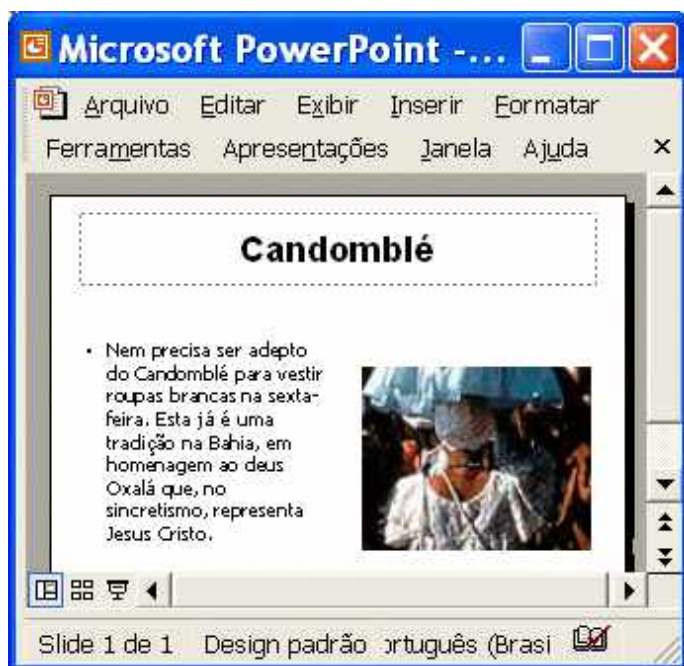 Microsoft PowerPoint -...
Arquivo Editar Exibir Inserir Formatar
Ferramentas Apresentações Janela Ajuda
Candomblé
• Nem precisa ser adepto
do Candomblé para vestir
roupas brancas na sexta-
feira. Esta já é uma
tradição na Bahia, em
homenagem ao deus
Oxalá que, no
sincretismo, representa
Jesus Cristo.
Slide 1 de 1 Design padrão ortuguês (Brasi